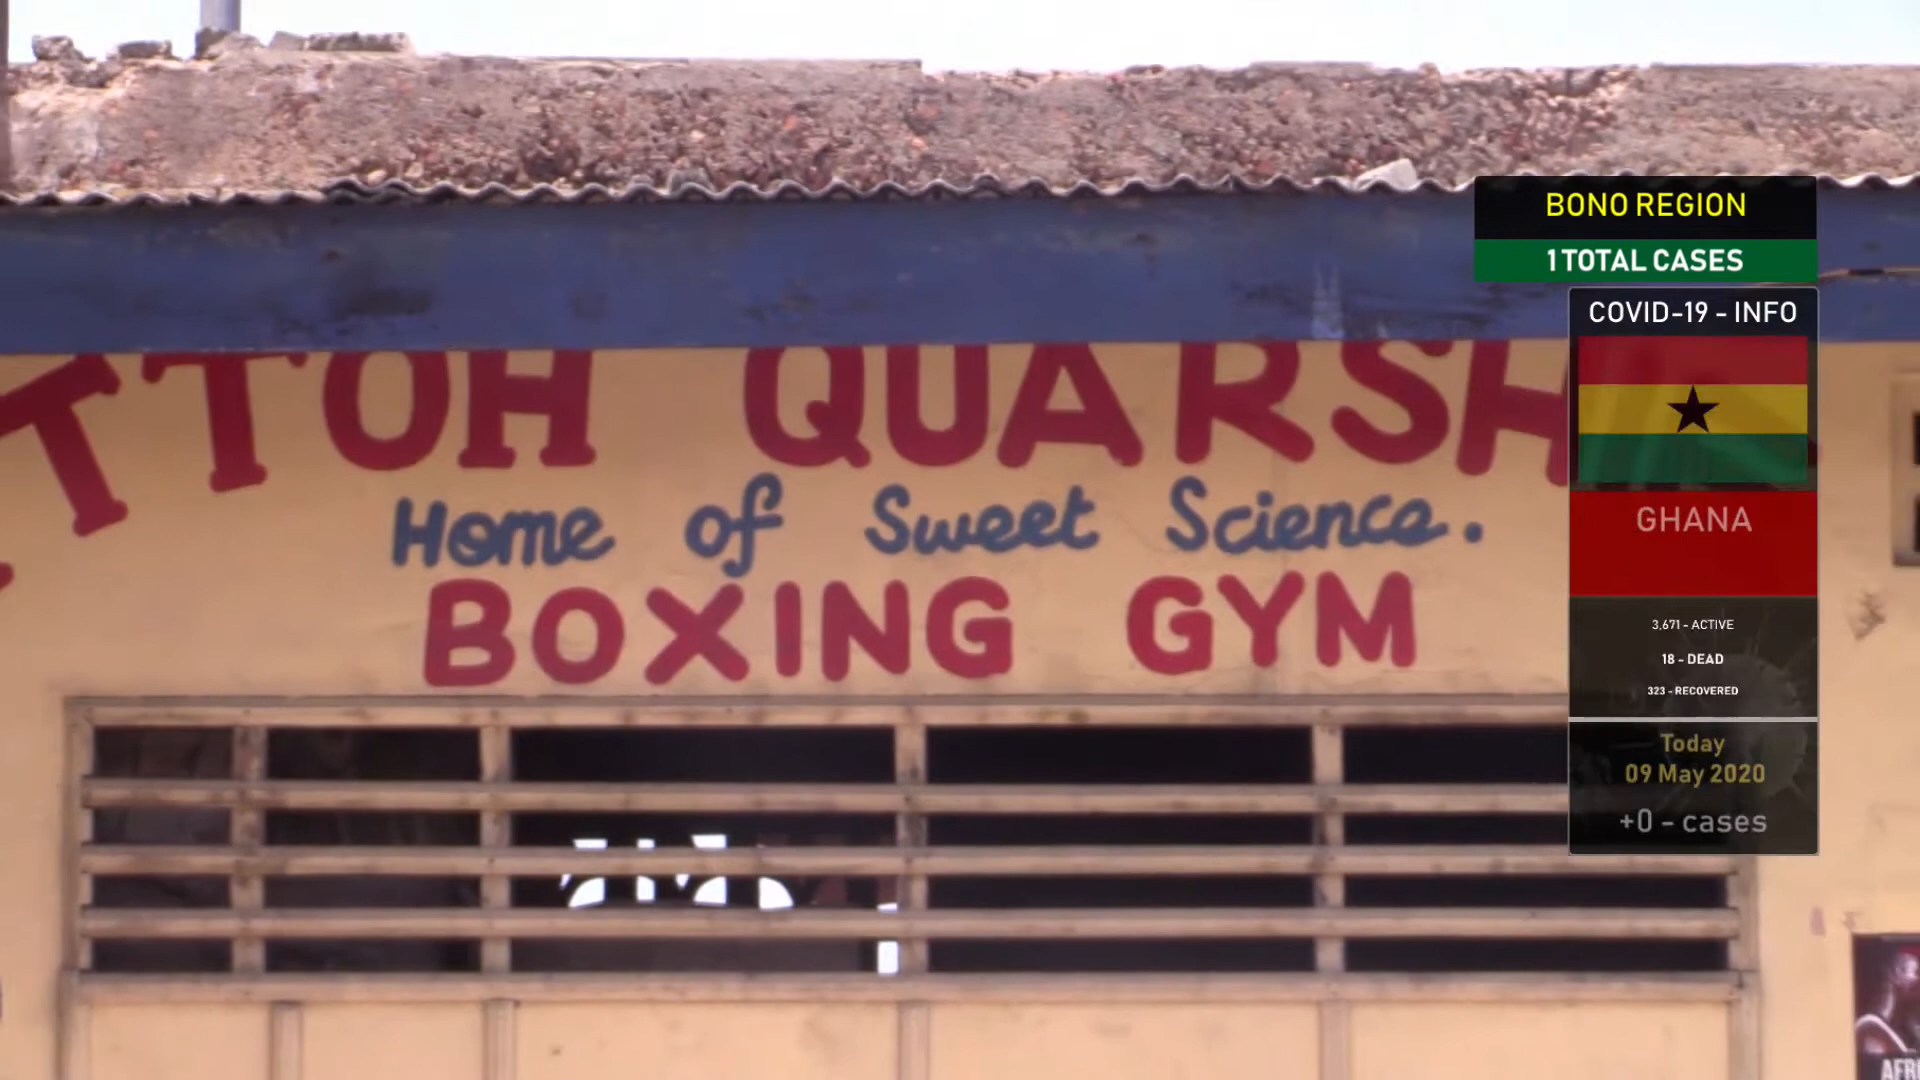 TTOH QUARSH
Home of Sweet Science.
BOXING GYM
BONO REGION
1 TOTAL CASES
COVID-19 - INFO
GHANA
3,671 - ACTIVE
18 - DEAD
323 - RECOVERED
Today
09 May 2020
+0 - cases
AFRI